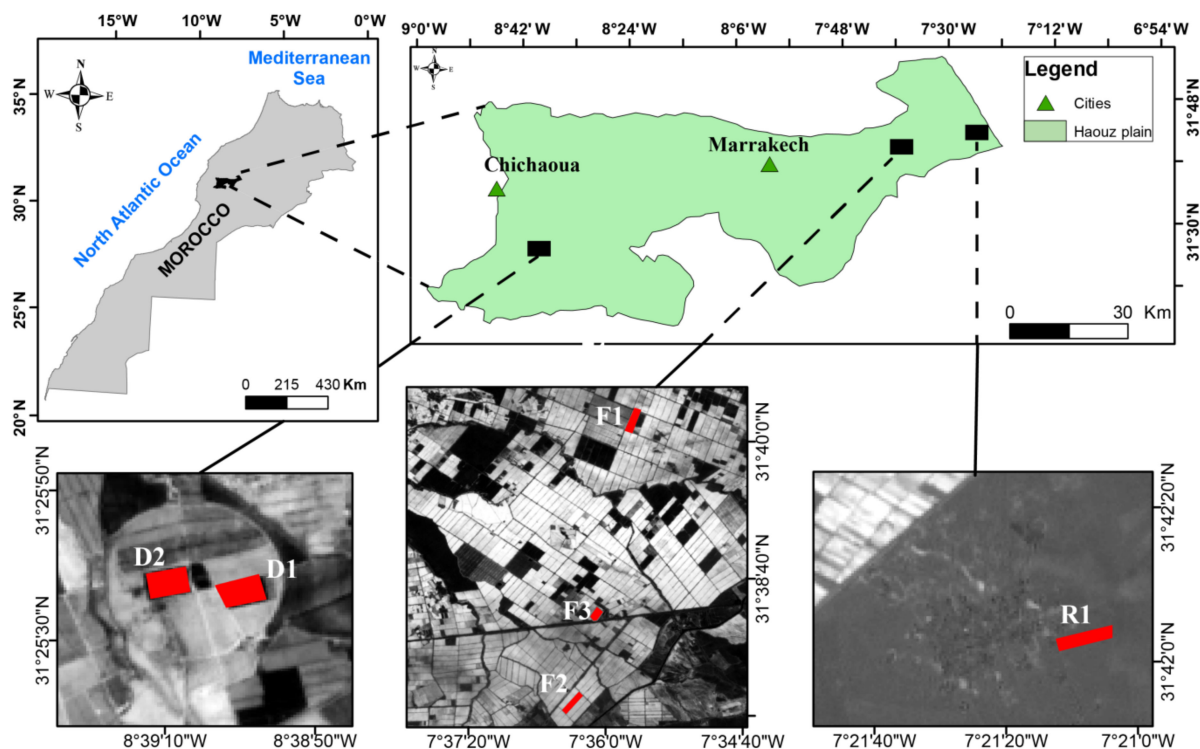 15°W 10°W 5°W 0°W
Mediterranean
Sea
N
W E
S
35°N
30°N
25°N
20°N
North Atlantic Ocean
MOROCCO
0 215 430 Km
9°0'W 8°42'W 8°24'W 8°6'W 7°48'W 7°30'W 7°12'W 6°54'W
N
W E
S
Legend
Cities
Haouz plain
Chichaoua
Marrakech
31°48'N
31°30'N
0 30 Km
31°25'50"N
31°25'30"N
D2
D1
8°39'10"W 8°38'50"W
F1
F3
F2
31°40'0"N
31°38'40"N
7°37'20"W 7°36'0"W 7°34'40"W
R1
31°42'20"N
31°42'0"N
7°21'40"W 7°21'20"W 7°21'0"W